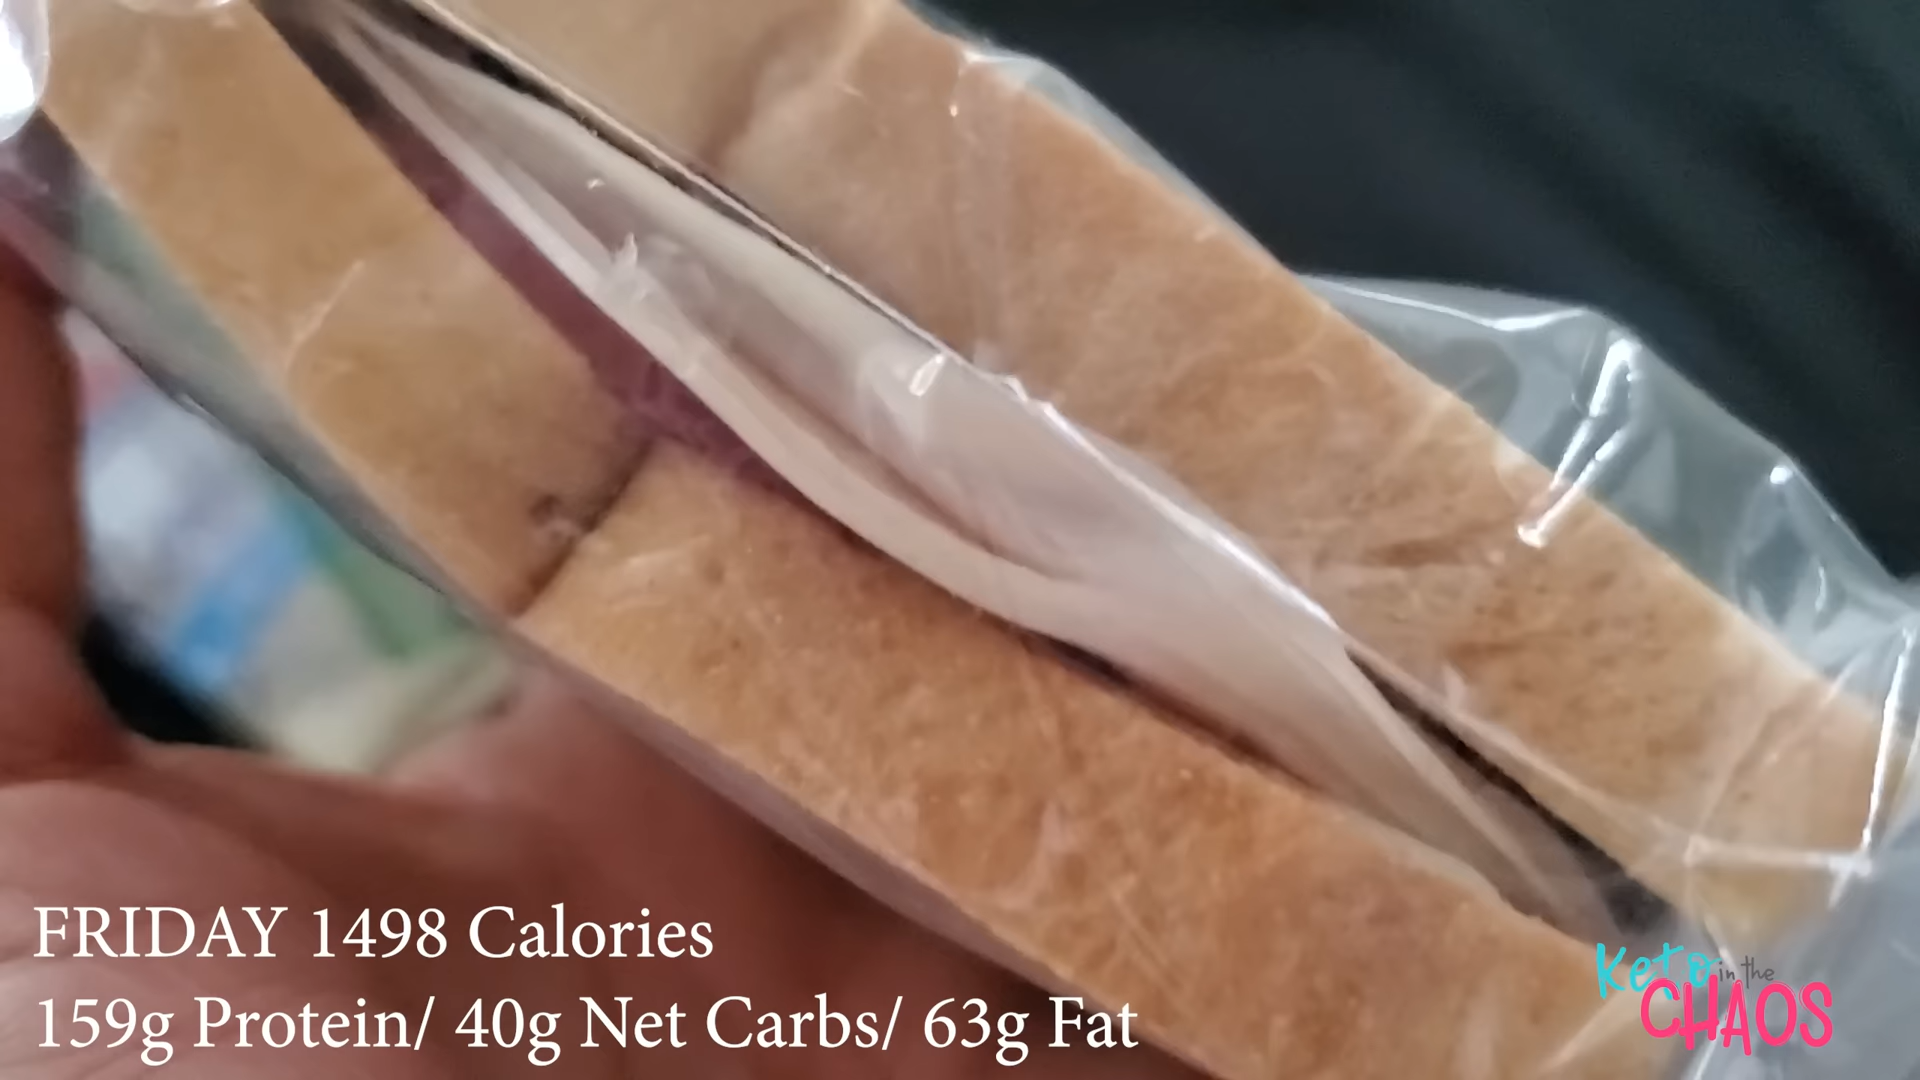 FRIDAY 1498 Calories
159g Protein/ 40g Net Carbs/ 63g Fat
Keto in the
CHAOS